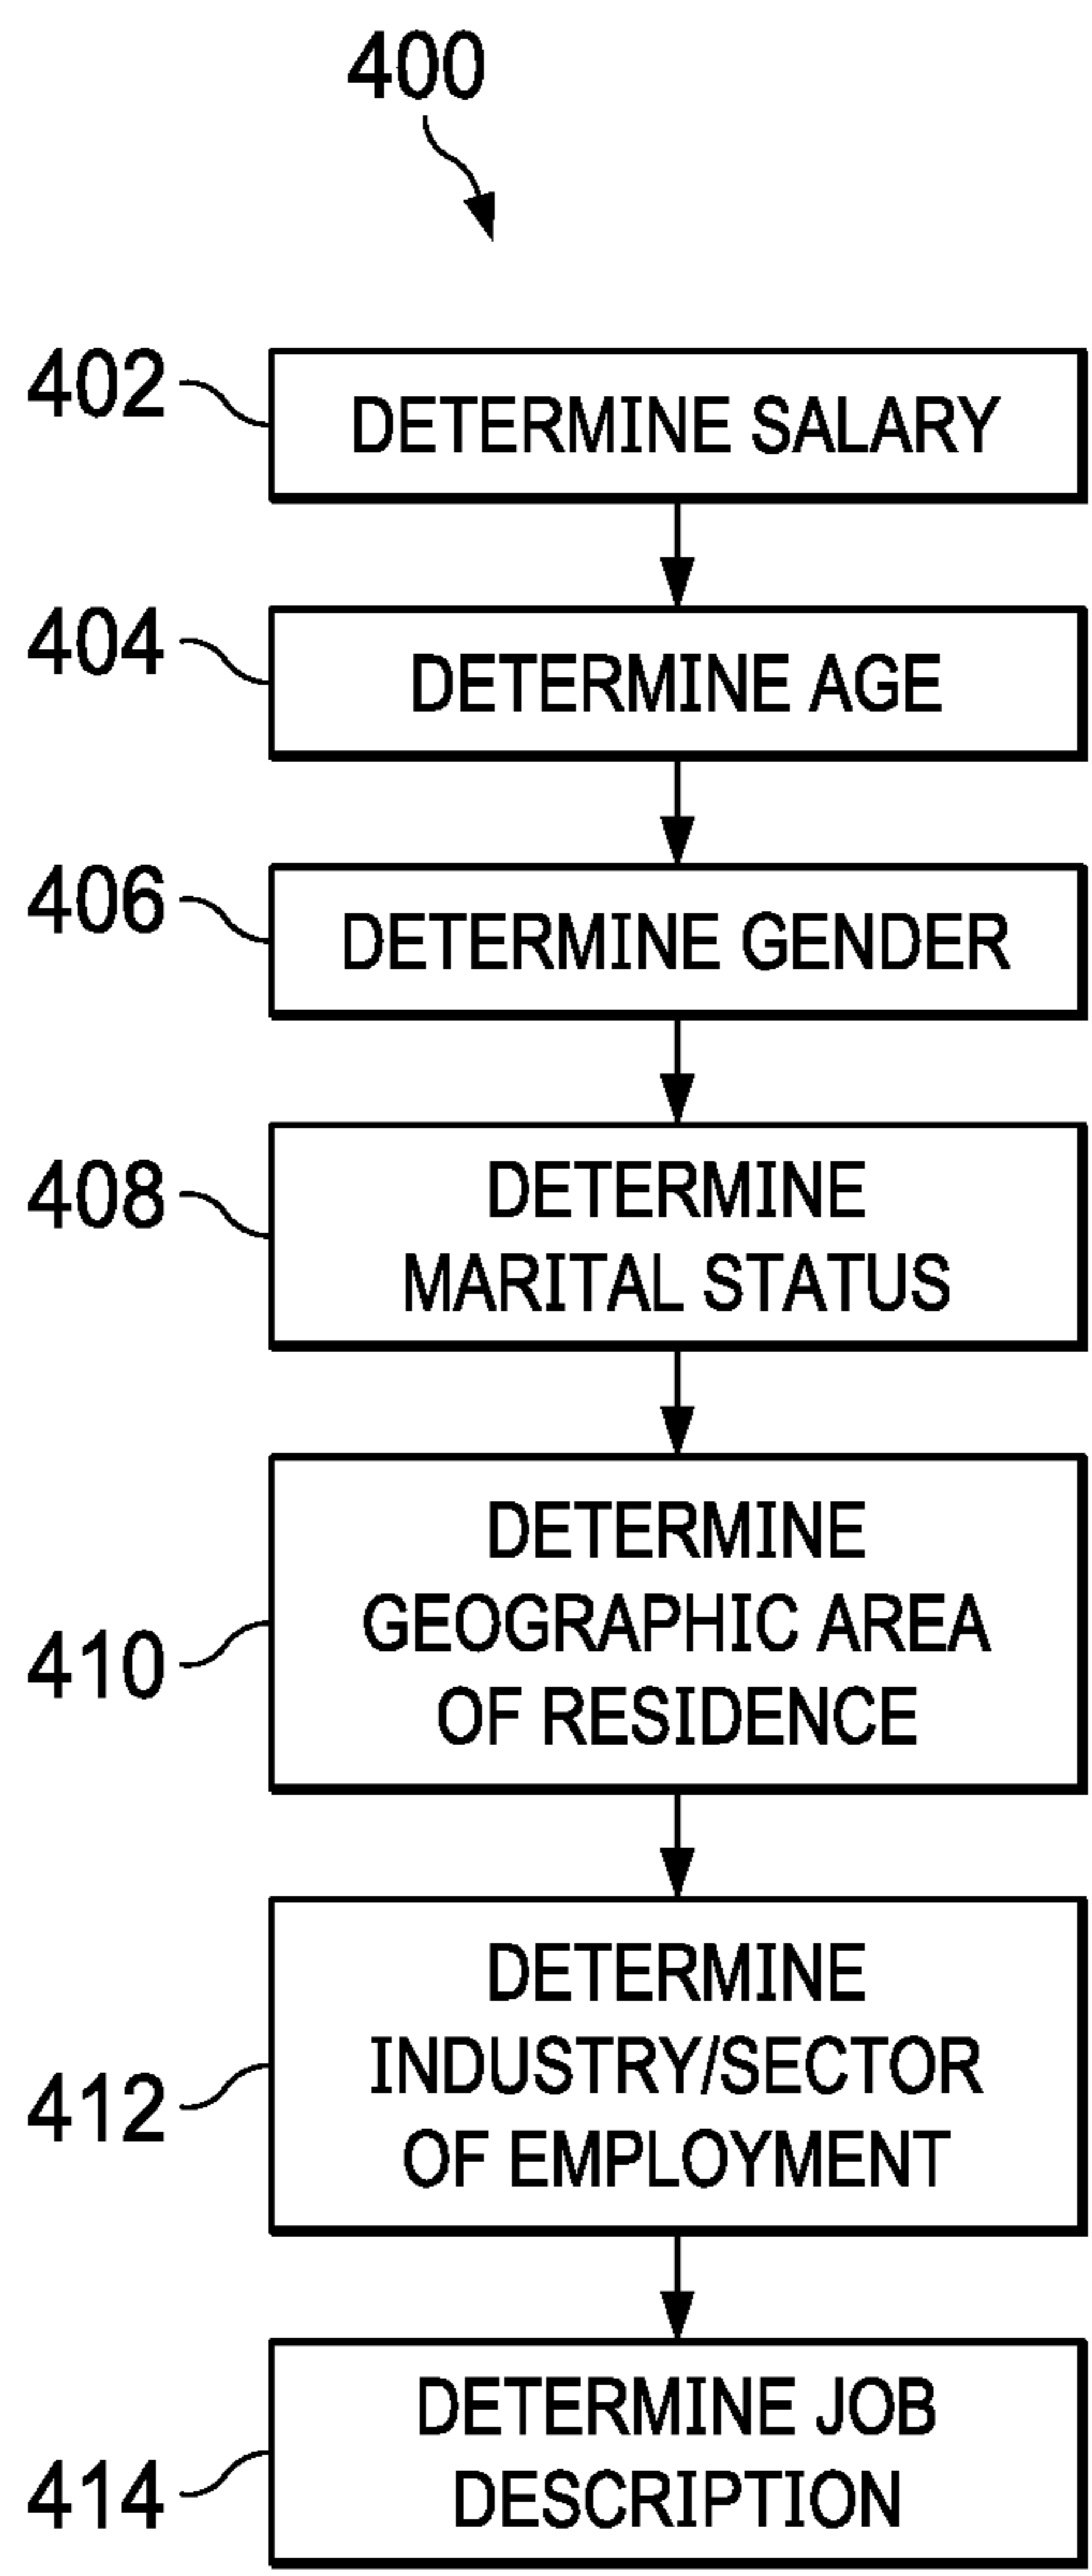 400
402
DETERMINE SALARY
404
DETERMINE AGE
406
DETERMINE GENDER
408
DETERMINE
MARITAL STATUS
410
DETERMINE
GEOGRAPHIC AREA
OF RESIDENCE
412
DETERMINE
INDUSTRY/SECTOR
OF EMPLOYMENT
414
DETERMINE JOB
DESCRIPTION